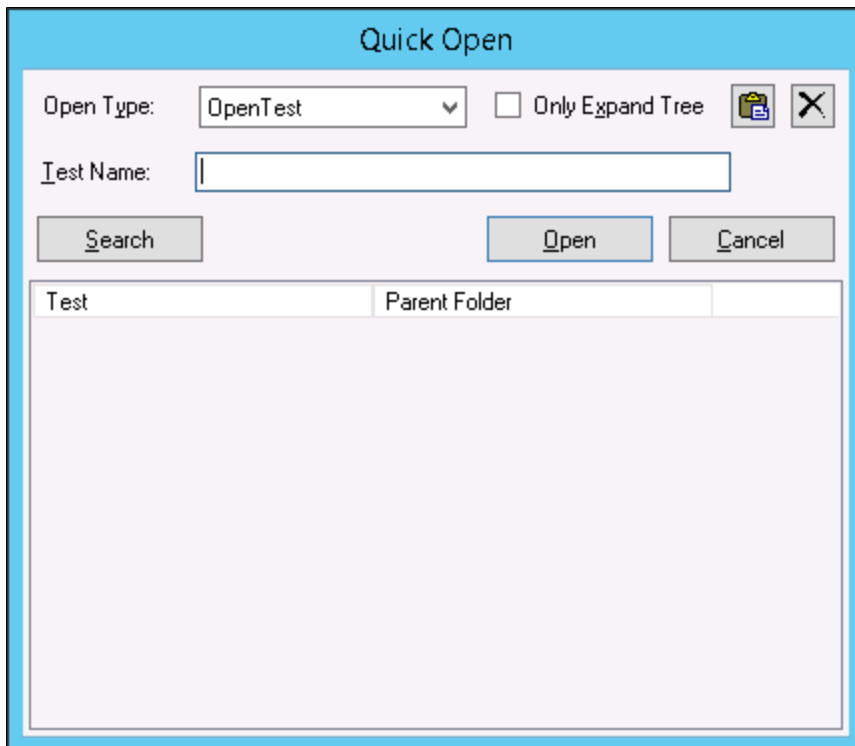 Quick Open
Open Type: OpenTest Only Expand Tree
Test Name:
Search Open Cancel
Test Parent Folder